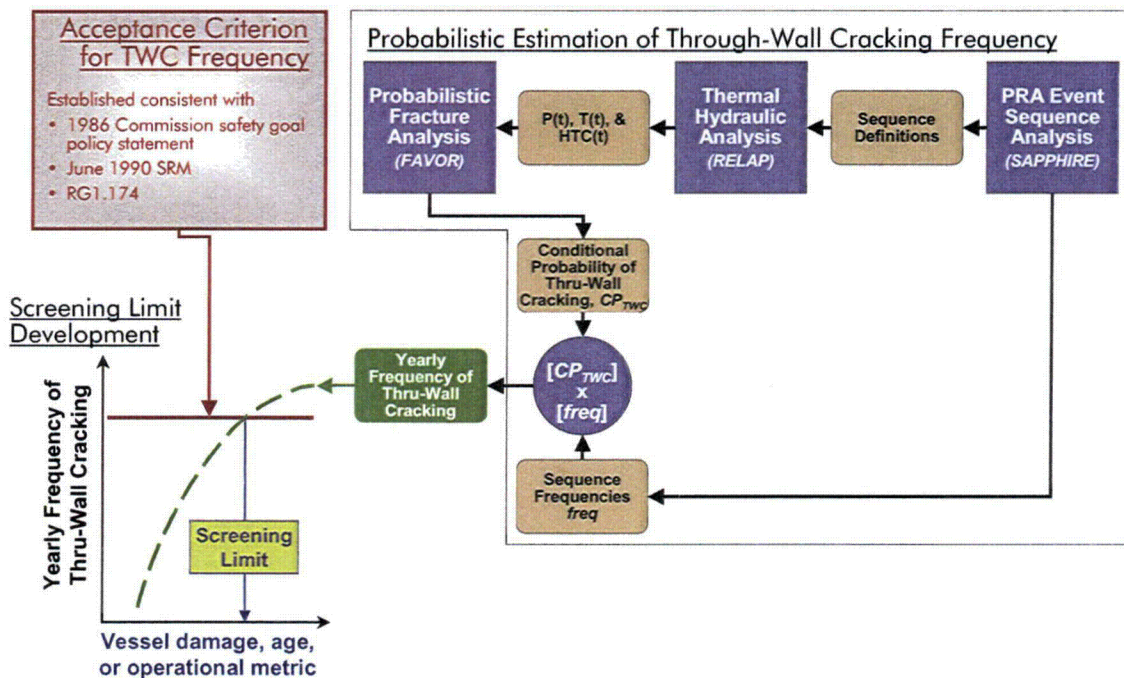 Acceptance Criterion
for TWC Frequency
Established consistent with
• 1986 Commission safety goal
policy statement
• June 1990 SRM
• RG1.174
Probabilistic Estimation of Through-Wall Cracking Frequency
Probabilistic
Fracture
Analysis
(FAVOR)
P(t), T(t), &
HTC(t)
Thermal
Hydraulic
Analysis
(RELAP)
Sequence
Definitions
PRA Event
Sequence
Analysis
(SAPPHIRE)
Conditional
Probability of
Thru-Wall
Cracking, CPTWC
[CPTWC]
x
[freq]
Sequence
Frequencies
freq
Yearly
Frequency of
Thru-Wall
Cracking
Screening Limit
Development
Yearly Frequency of
Thru-Wall Cracking
Screening
Limit
Vessel damage, age,
or operational metric